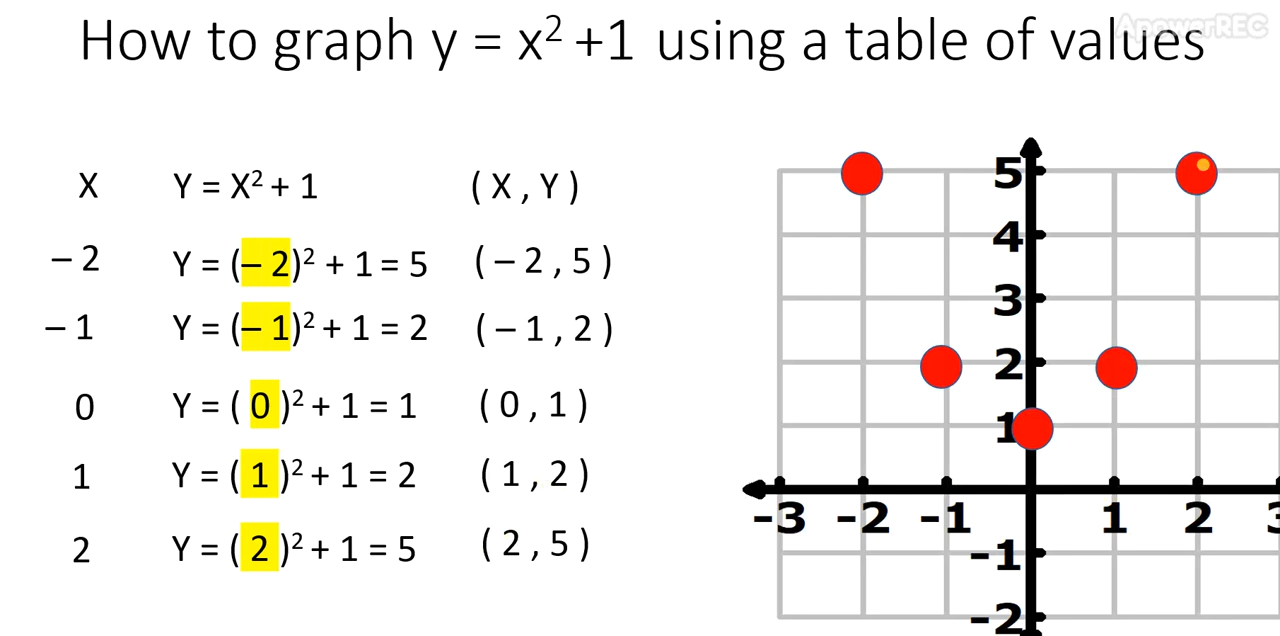 ApowerREC
How to graph y = x² +1 using a table of values
X Y = X² + 1 ( X , Y )
– 2 Y = (– 2)² + 1 = 5 ( – 2 , 5 )
– 1 Y = (– 1)² + 1 = 2 ( – 1 , 2 )
0 Y = ( 0 )² + 1 = 1 ( 0 , 1 )
1 Y = ( 1 )² + 1 = 2 ( 1 , 2 )
2 Y = ( 2 )² + 1 = 5 ( 2 , 5 )
5
4
3
2
1
-3 -2 -1 1 2 3
-1
-2